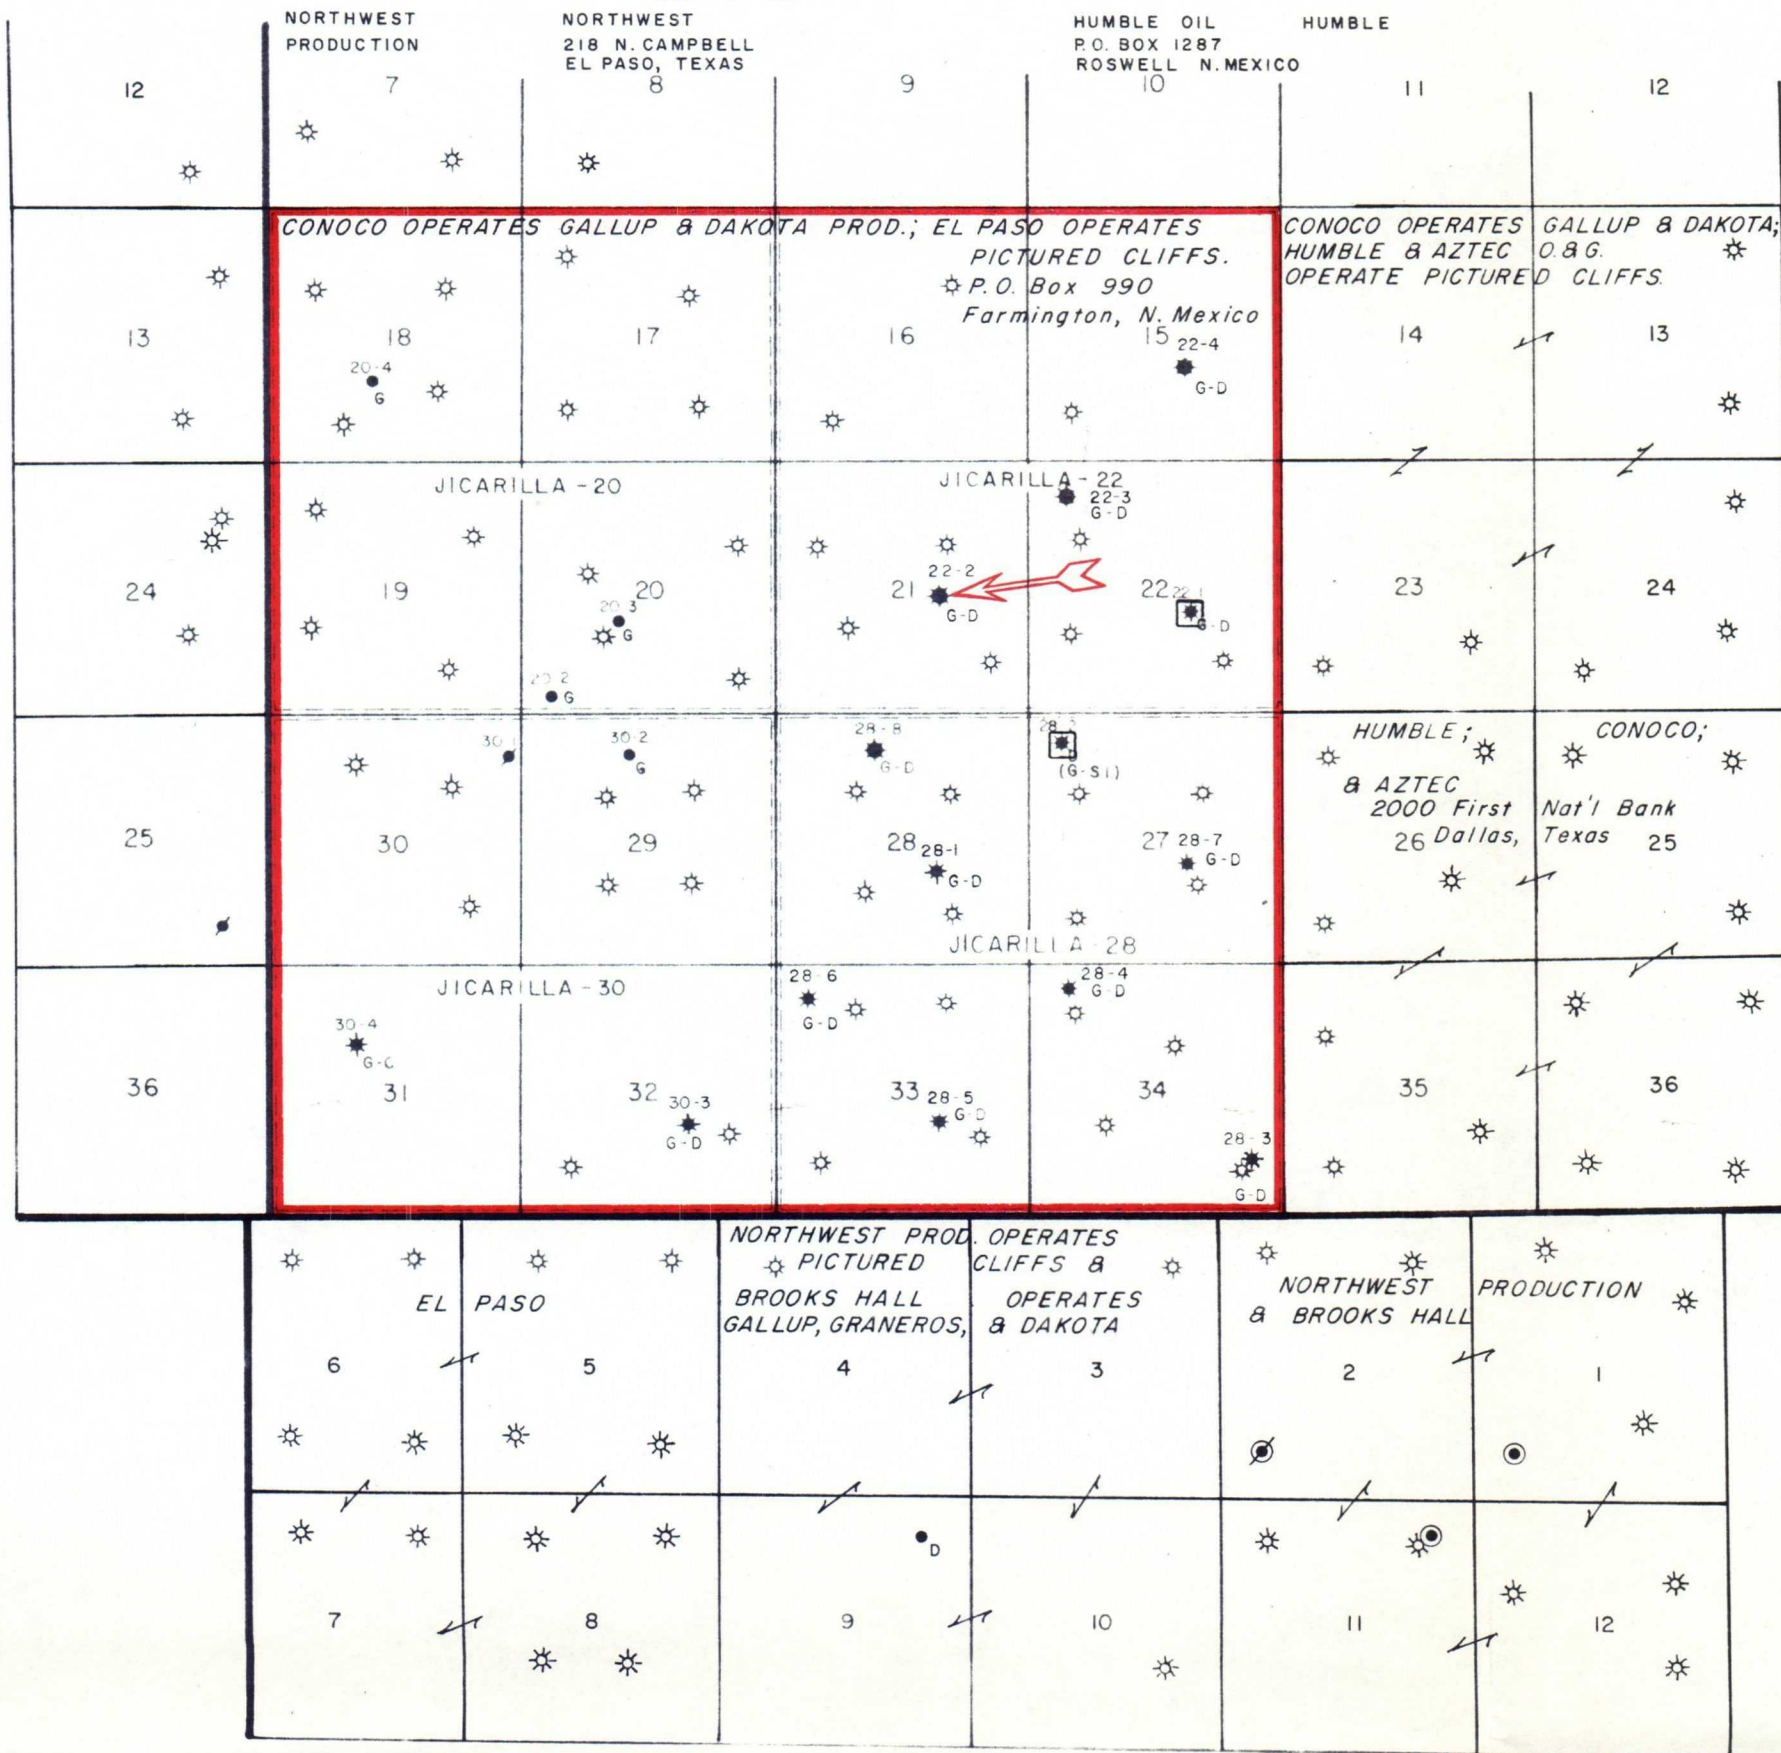 NORTHWEST
PRODUCTION
NORTHWEST
218 N. CAMPBELL
EL PASO, TEXAS
HUMBLE OIL
P.O. BOX 1287
ROSWELL N. MEXICO
HUMBLE
12
7
8
9
10
11
12
CONOCO OPERATES GALLUP & DAKOTA PROD.; EL PASO OPERATES
PICTURED CLIFFS.
P.O. Box 990
Farmington, N. Mexico
CONOCO OPERATES GALLUP & DAKOTA;
HUMBLE & AZTEC O.&G.
OPERATE PICTURED CLIFFS.
13
18
17
16
15
14
13
20-4
G
22-4
G-D
JICARILLA-20
JICARILLA-22
22-3
G-D
24
19
20
21
22
23
24
20-3
G
22-2
G-D
22-1
G-D
20-2
G
30-1
30-2
G
28-8
G-D
28-2
(G-SI)
HUMBLE;
CONOCO;
& AZTEC
2000 First Nat'l Bank
Dallas, Texas
25
30
29
28
27
26
25
28-1
G-D
28-7
G-D
JICARILLA-28
JICARILLA-30
28-6
G-D
28-4
G-D
30-4
36
31
32
33
34
35
36
30-3
G-D
28-5
G-D
28-3
G-D
NORTHWEST PROD. OPERATES
PICTURED CLIFFS &
BROOKS HALL OPERATES
GALLUP, GRANEROS, & DAKOTA
EL PASO
NORTHWEST PRODUCTION
& BROOKS HALL
6
5
4
3
2
1
D
7
8
9
10
11
12